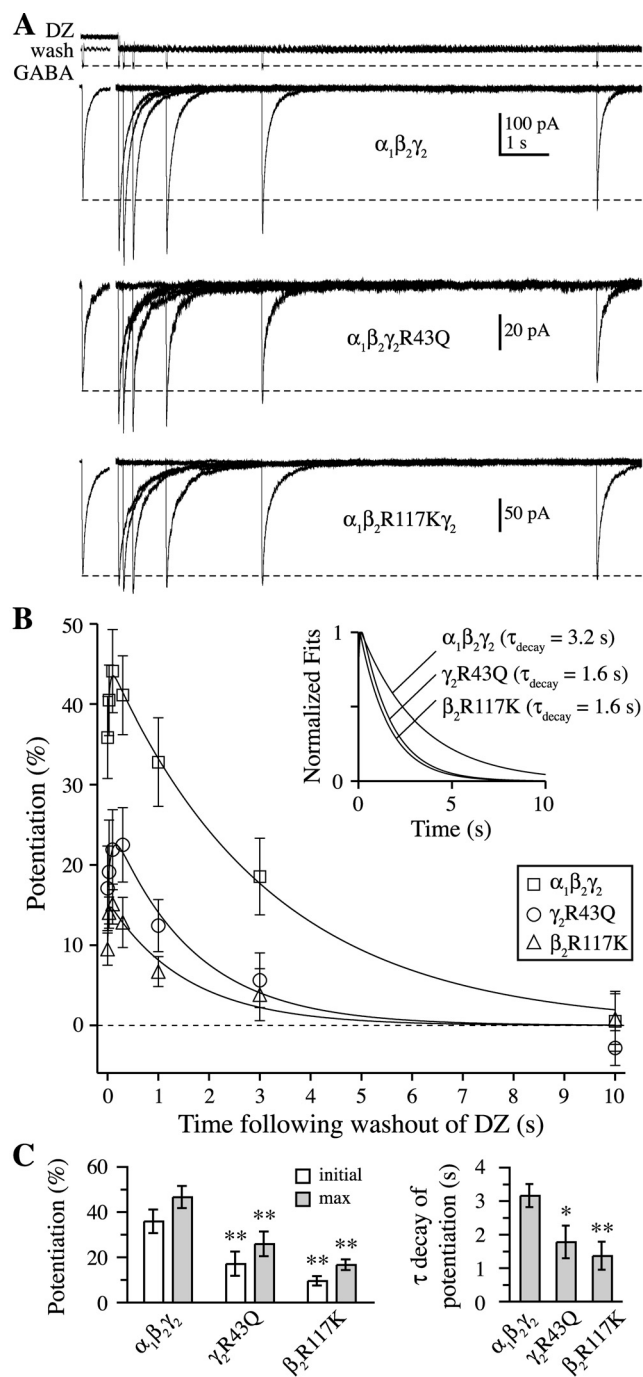 A
DZ
wash
GABA
α₁β₂γ₂
100 pA
1 s
α₁β₂γ₂R43Q
20 pA
α₁β₂R117Kγ₂
50 pA
B
Potentiation (%)
50
40
30
20
10
0
0 1 2 3 4 5 6 7 8 9 10
Time following washout of DZ (s)
Normalized Fits
1
0
0 5 10
Time (s)
α₁β₂γ₂ (τdecay = 3.2 s)
γ₂R43Q (τdecay = 1.6 s)
β₂R117K (τdecay = 1.6 s)
α₁β₂γ₂
γ₂R43Q
β₂R117K
C
Potentiation (%)
60
40
20
0
initial
max
** **
** **
α₁β₂γ₂
γ₂R43Q
β₂R117K
τ decay of
potentiation (s)
4
3
2
1
0
*
**
α₁β₂γ₂
γ₂R43Q
β₂R117K